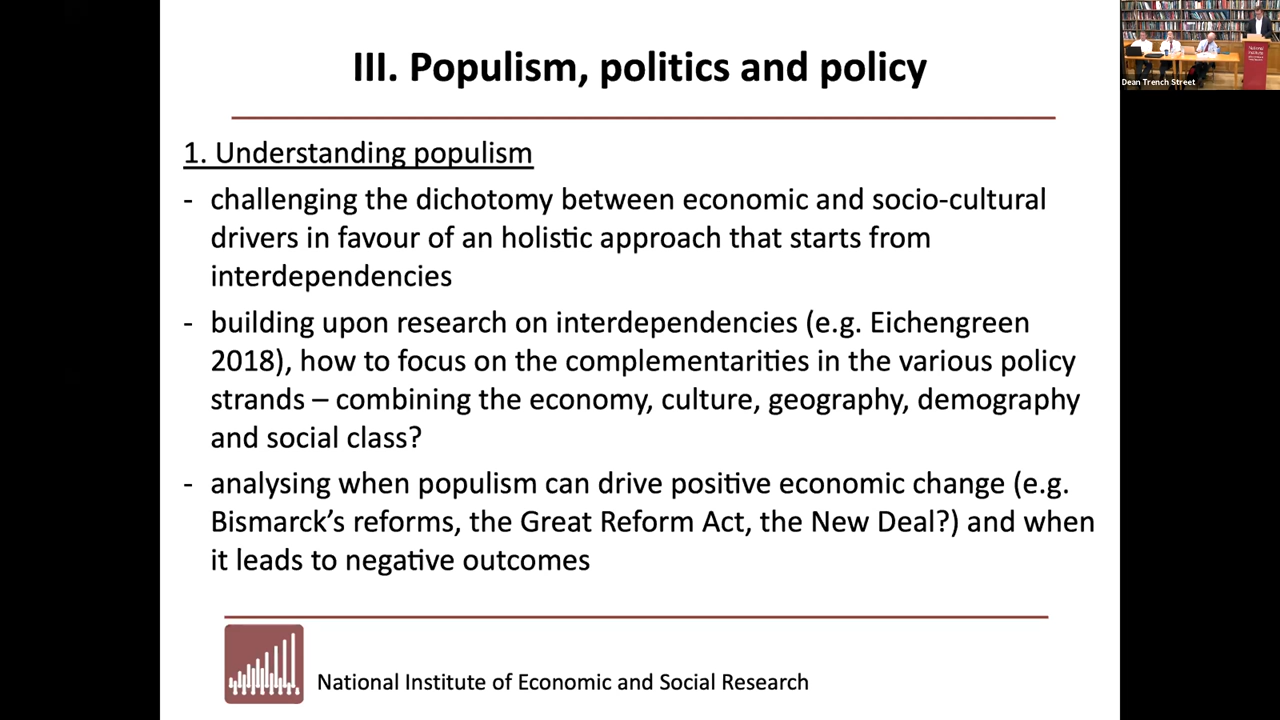 III. Populism, politics and policy
1. Understanding populism
- challenging the dichotomy between economic and socio-cultural
drivers in favour of an holistic approach that starts from
interdependencies
- building upon research on interdependencies (e.g. Eichengreen
2018), how to focus on the complementarities in the various policy
strands – combining the economy, culture, geography, demography
and social class?
- analysing when populism can drive positive economic change (e.g.
Bismarck's reforms, the Great Reform Act, the New Deal?) and when
it leads to negative outcomes
National Institute of Economic and Social Research
Dean Trench Street
National
Institute